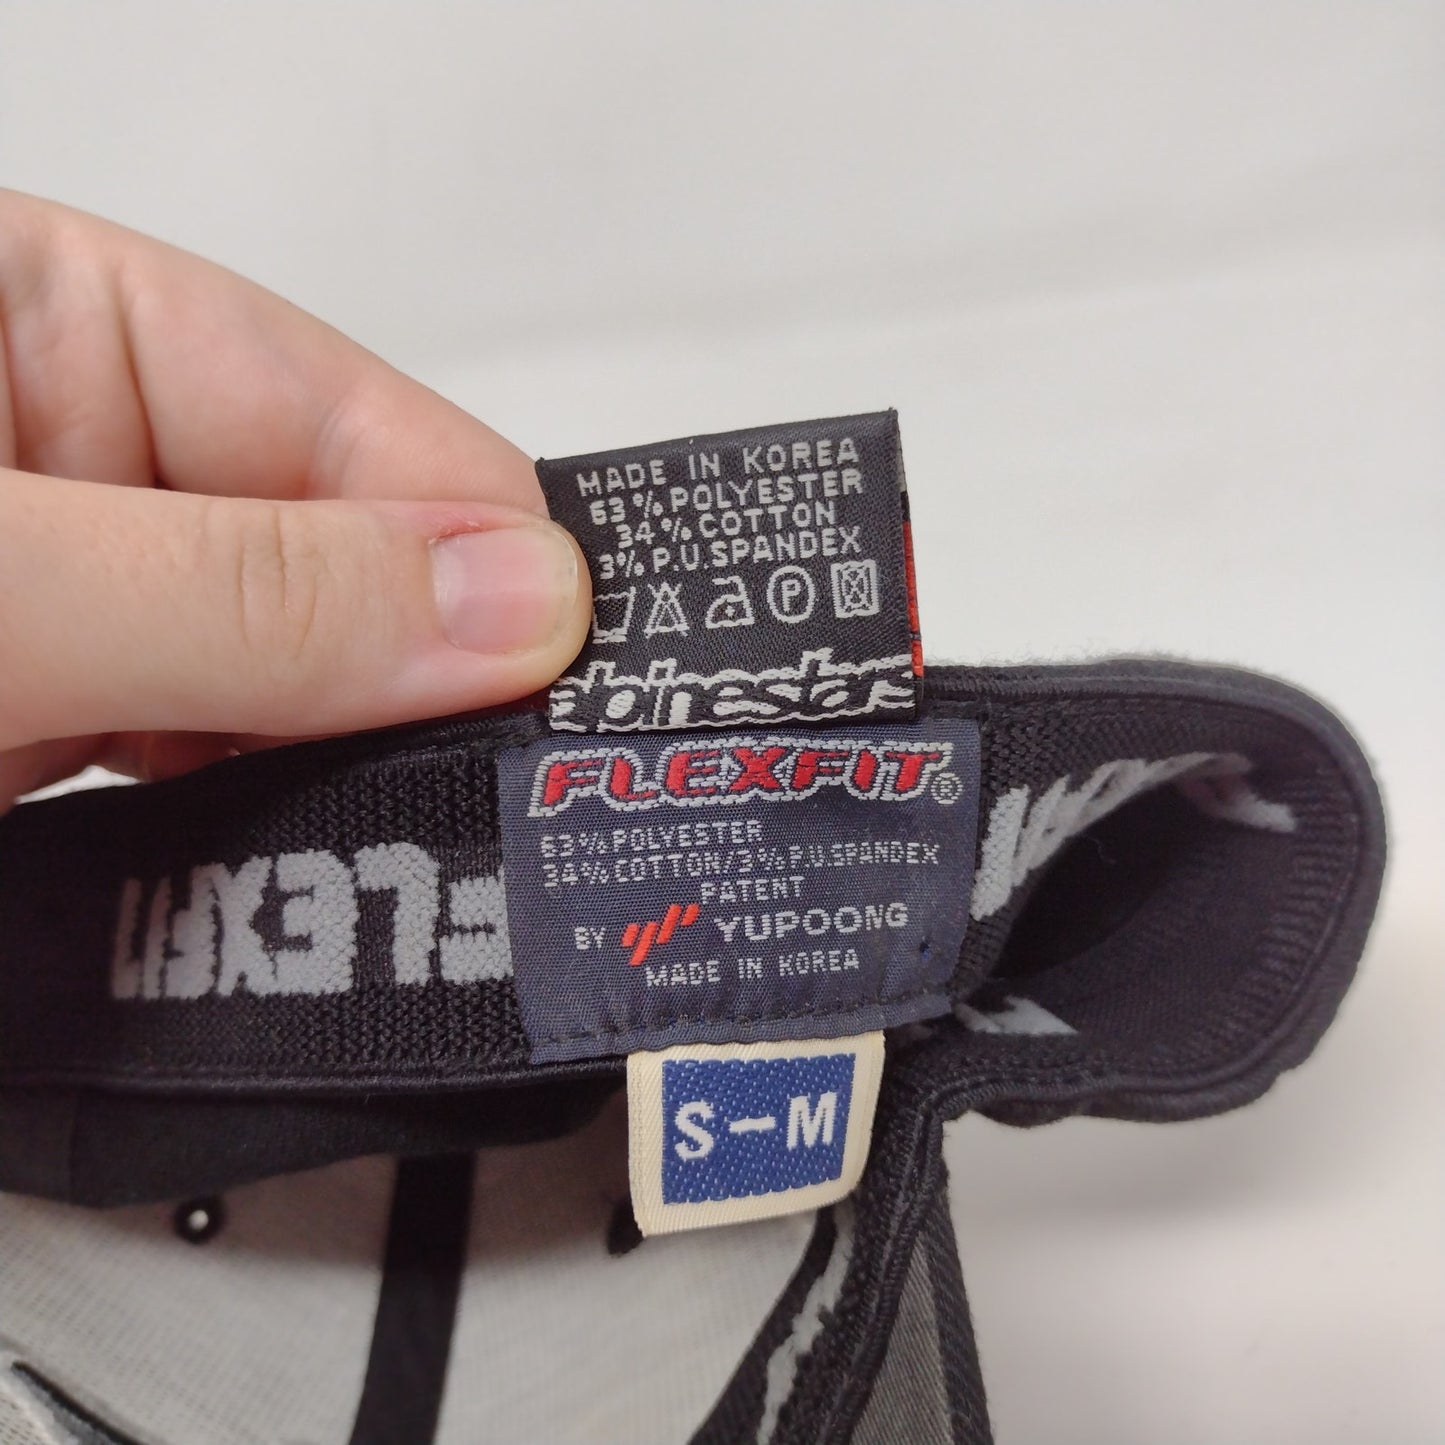 MADE IN KOREA
63% POLYESTER
34% COTTON
3% P.U.SPANDEX
P
alpinestars
FLEXFIT®
63% POLYESTER
34% COTTON/3% P.U.SPANDEX
PATENT
BY YUPOONG
MADE IN KOREA
S-M
FLEXFIT